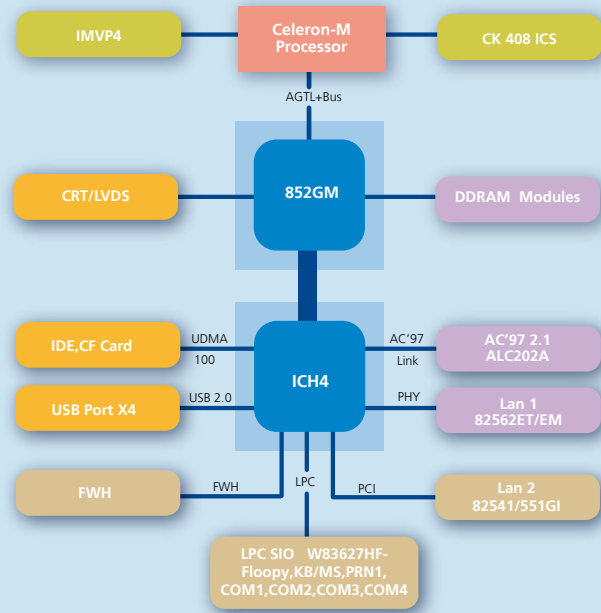 IMVP4
Celeron-M
Processor
CK 408 ICS
AGTL+Bus
CRT/LVDS
852GM
DDRAM Modules
IDE,CF Card
UDMA
100
ICH4
AC'97
Link
AC'97 2.1
ALC202A
USB Port X4
USB 2.0
PHY
Lan 1
82562ET/EM
FWH
FWH
LPC
PCI
Lan 2
82541/551GI
LPC SIO W83627HF-
Floopy,KB/MS,PRN1,
COM1,COM2,COM3,COM4